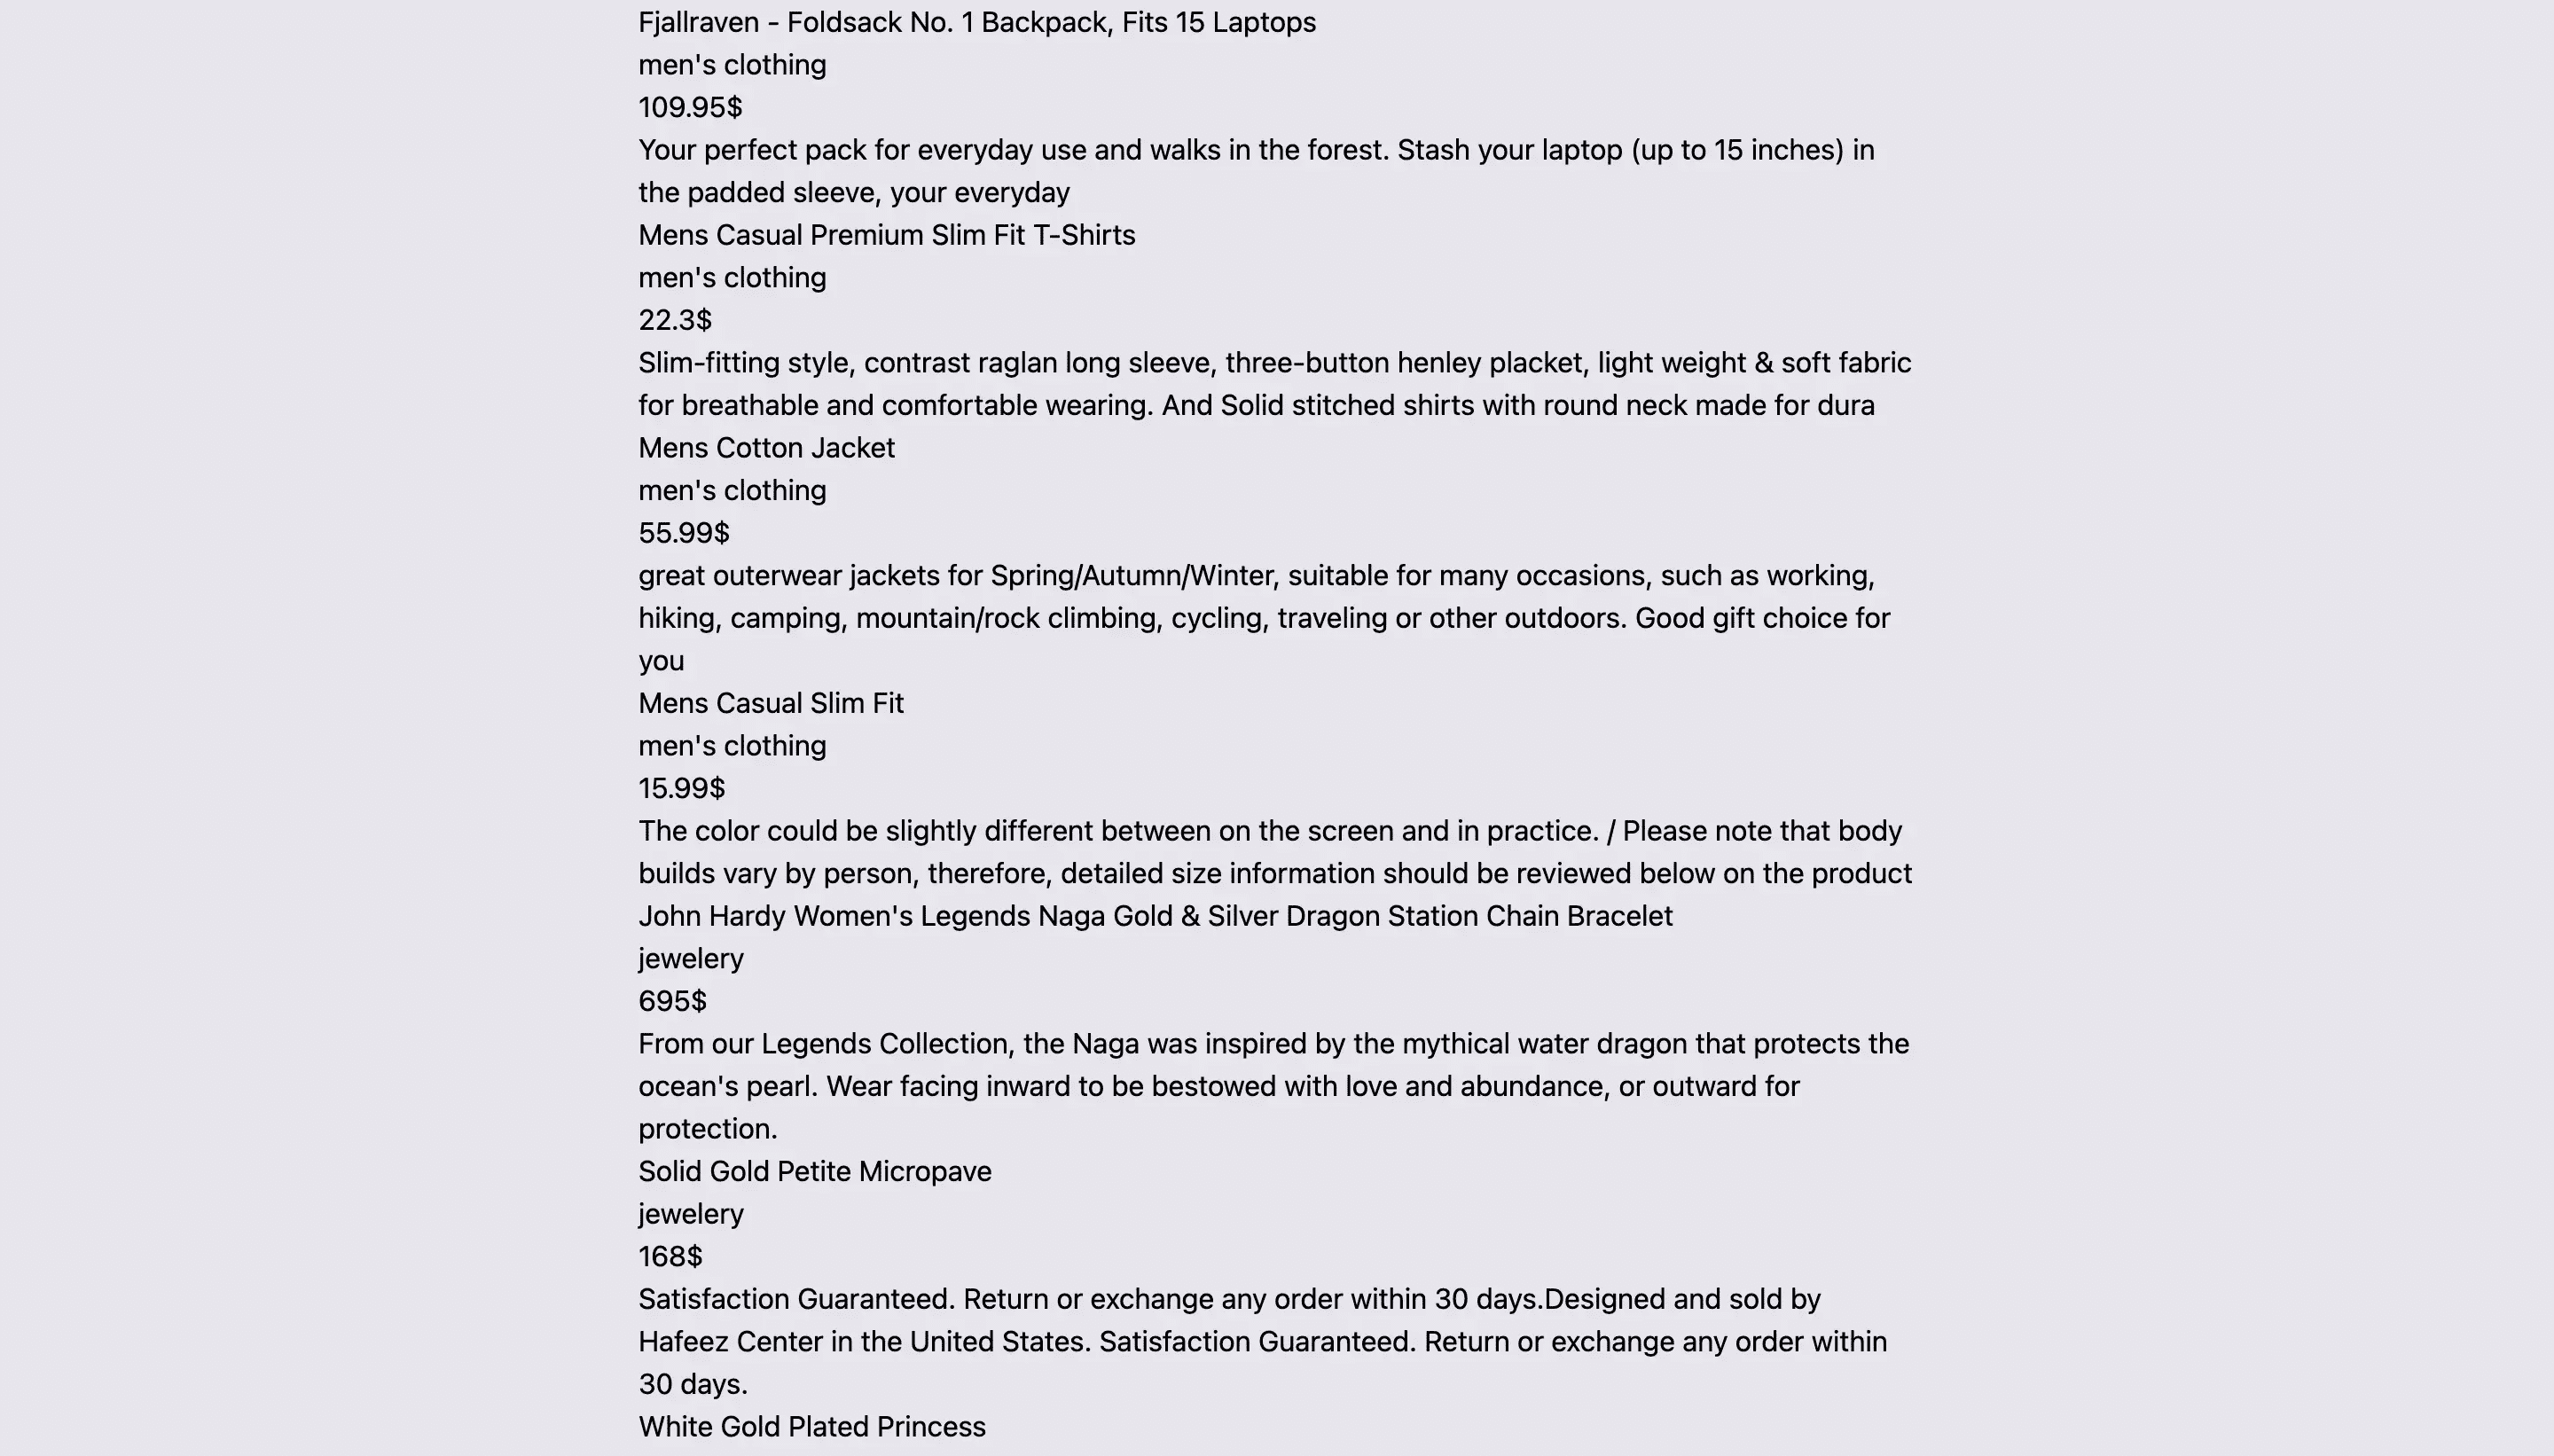 Fjallraven - Foldsack No. 1 Backpack, Fits 15 Laptops
men's clothing
109.95$
Your perfect pack for everyday use and walks in the forest. Stash your laptop (up to 15 inches) in
the padded sleeve, your everyday
Mens Casual Premium Slim Fit T-Shirts
men's clothing
22.3$
Slim-fitting style, contrast raglan long sleeve, three-button henley placket, light weight & soft fabric
for breathable and comfortable wearing. And Solid stitched shirts with round neck made for dura
Mens Cotton Jacket
men's clothing
55.99$
great outerwear jackets for Spring/Autumn/Winter, suitable for many occasions, such as working,
hiking, camping, mountain/rock climbing, cycling, traveling or other outdoors. Good gift choice for
you
Mens Casual Slim Fit
men's clothing
15.99$
The color could be slightly different between on the screen and in practice. / Please note that body
builds vary by person, therefore, detailed size information should be reviewed below on the product
John Hardy Women's Legends Naga Gold & Silver Dragon Station Chain Bracelet
jewelery
695$
From our Legends Collection, the Naga was inspired by the mythical water dragon that protects the
ocean's pearl. Wear facing inward to be bestowed with love and abundance, or outward for
protection.
Solid Gold Petite Micropave
jewelery
168$
Satisfaction Guaranteed. Return or exchange any order within 30 days.Designed and sold by
Hafeez Center in the United States. Satisfaction Guaranteed. Return or exchange any order within
30 days.
White Gold Plated Princess